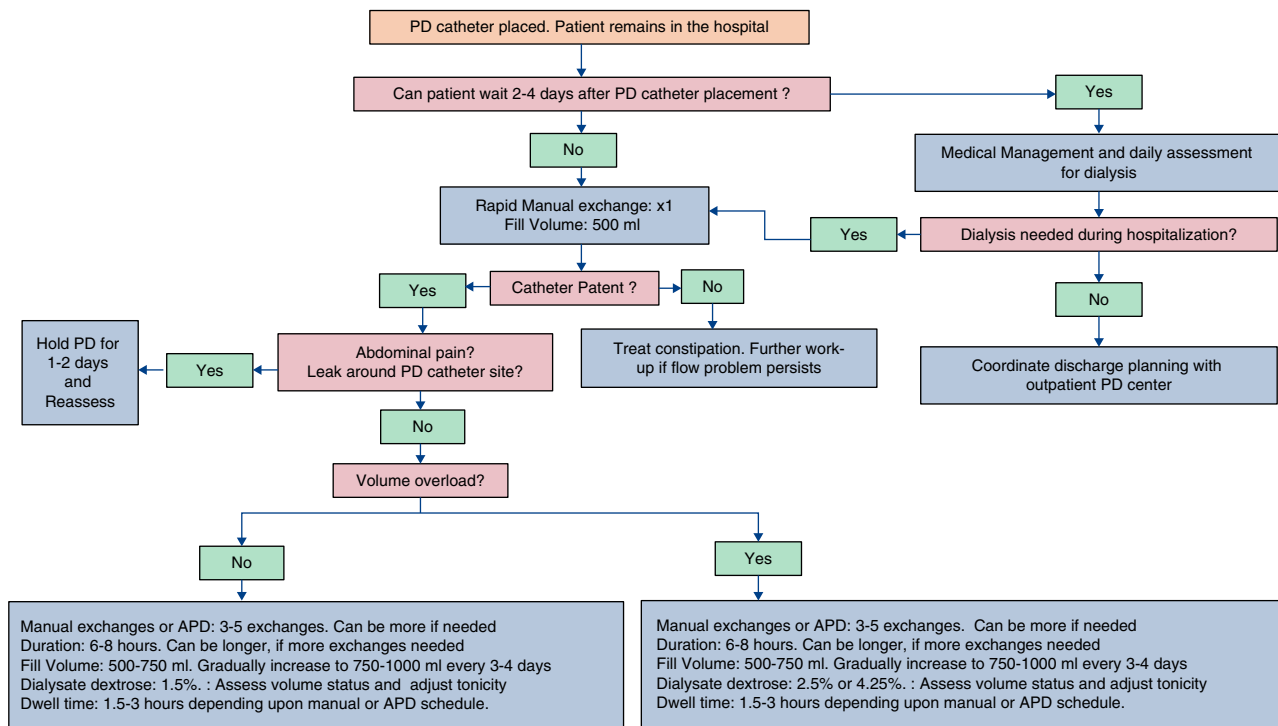 PD catheter placed. Patient remains in the hospital
Can patient wait 2-4 days after PD catheter placement ?
Yes
No
Medical Management and daily assessment
for dialysis
Rapid Manual exchange: x1
Fill Volume: 500 ml
Yes
Dialysis needed during hospitalization?
Yes
Catheter Patent ?
No
No
Hold PD for
1-2 days
and
Reassess
Yes
Abdominal pain?
Leak around PD catheter site?
Treat constipation. Further work-
up if flow problem persists
Coordinate discharge planning with
outpatient PD center
No
Volume overload?
No
Yes
Manual exchanges or APD: 3-5 exchanges. Can be more if needed
Duration: 6-8 hours. Can be longer, if more exchanges needed
Fill Volume: 500-750 ml. Gradually increase to 750-1000 ml every 3-4 days
Dialysate dextrose: 1.5%. : Assess volume status and adjust tonicity
Dwell time: 1.5-3 hours depending upon manual or APD schedule.
Manual exchanges or APD: 3-5 exchanges. Can be more if needed
Duration: 6-8 hours. Can be longer, if more exchanges needed
Fill Volume: 500-750 ml. Gradually increase to 750-1000 ml every 3-4 days
Dialysate dextrose: 2.5% or 4.25%. : Assess volume status and adjust tonicity
Dwell time: 1.5-3 hours depending upon manual or APD schedule.